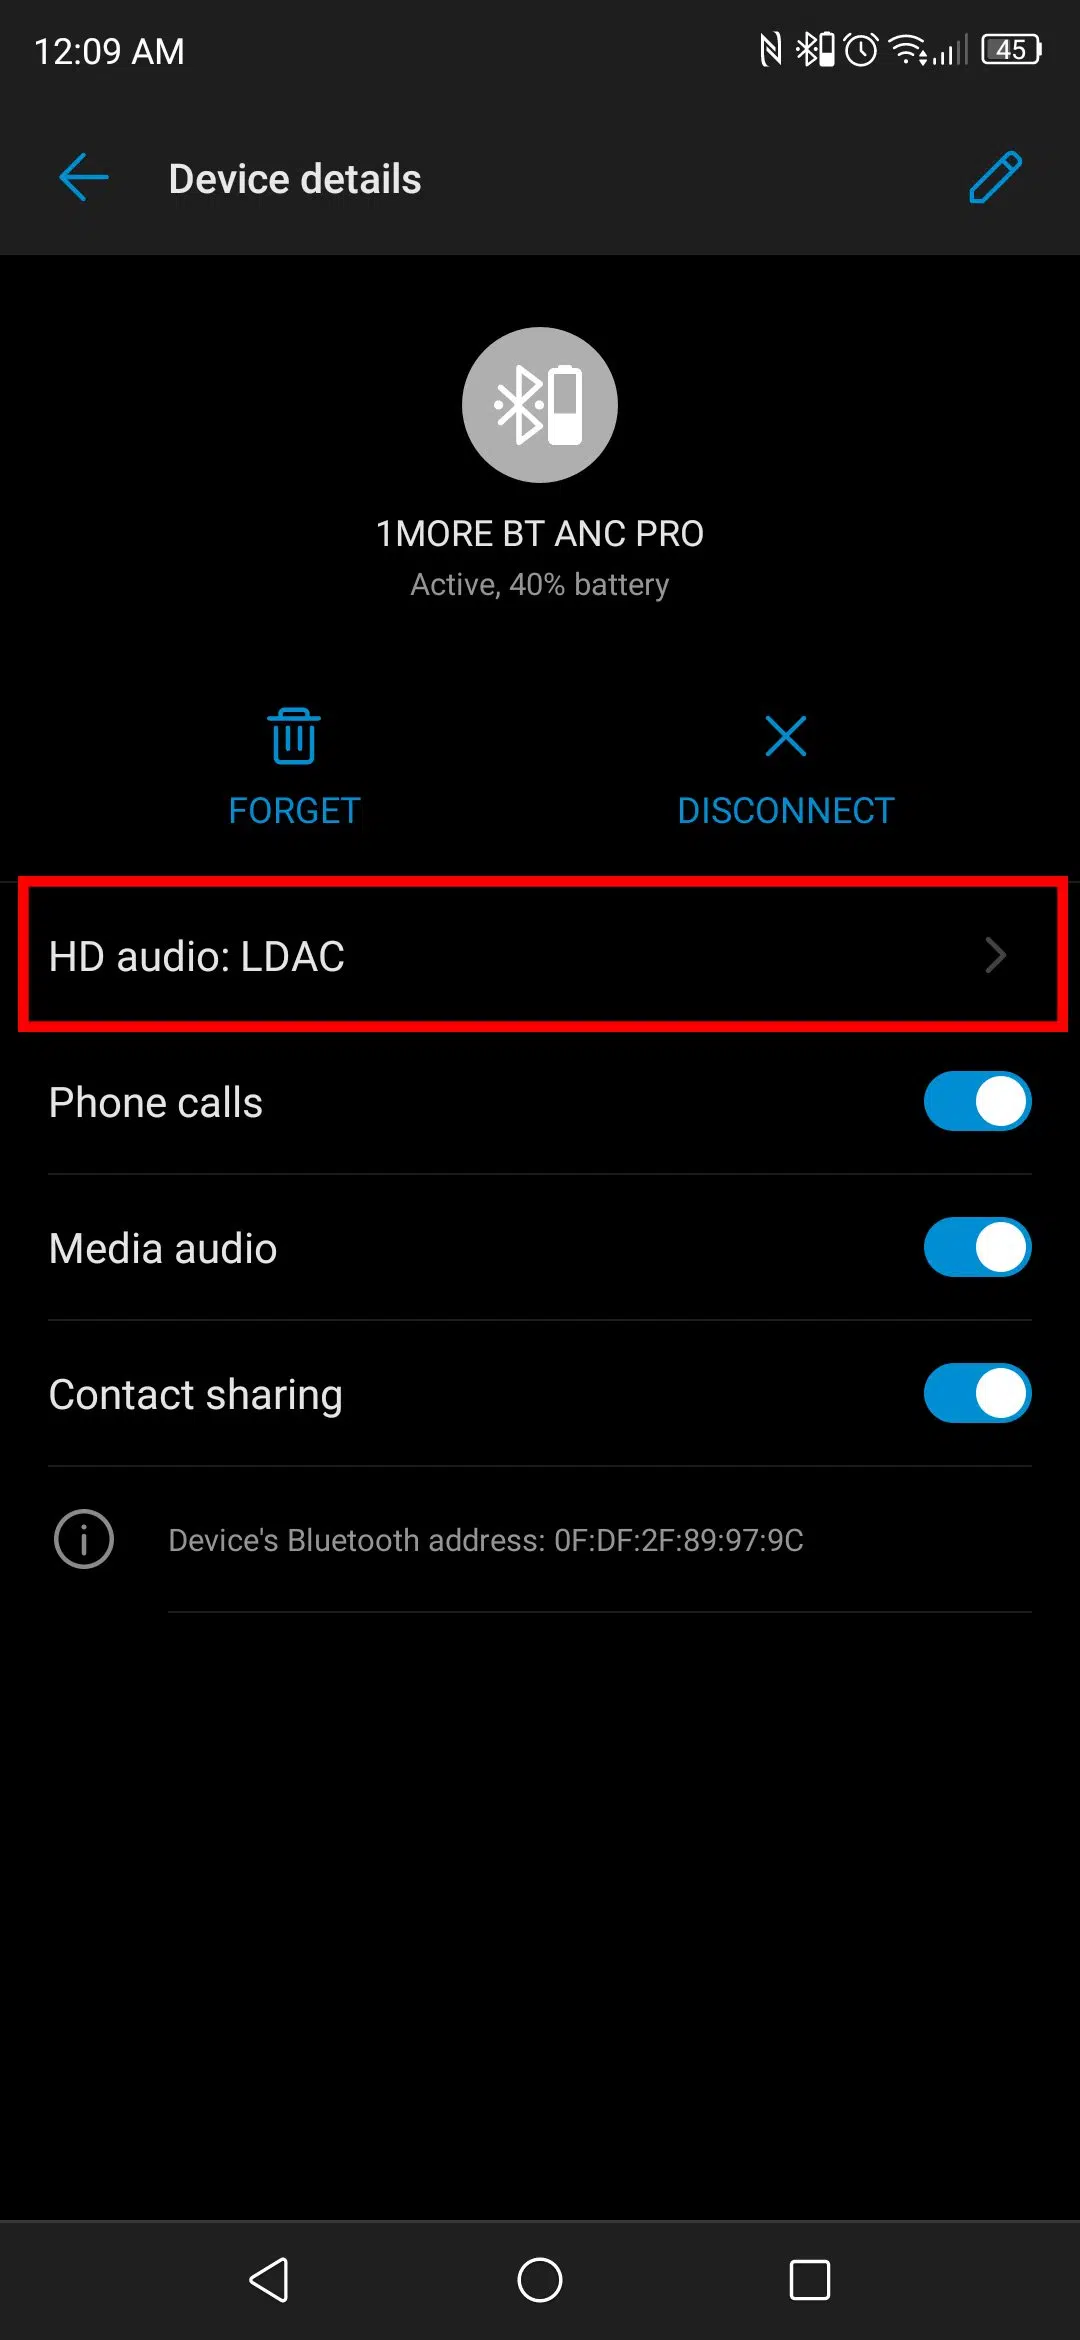 12:09 AM
45
Device details
1MORE BT ANC PRO
Active, 40% battery
FORGET
DISCONNECT
HD audio: LDAC
Phone calls
Media audio
Contact sharing
Device's Bluetooth address: 0F:DF:2F:89:97:9C